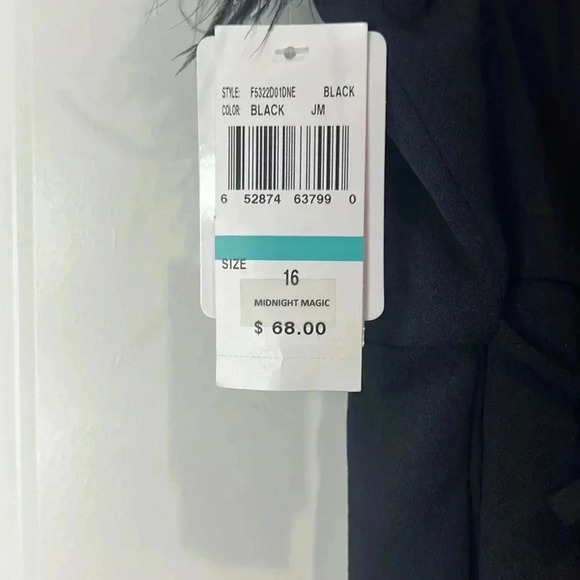 STYLE: F5322D01DNE BLACK
COLOR: BLACK JM
6 52874 63799 0
SIZE
16
MIDNIGHT MAGIC
$ 68.00